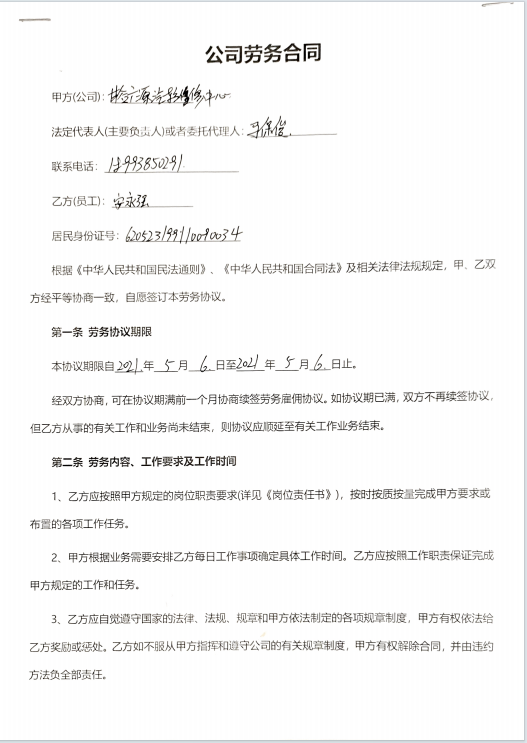 公司劳务合同
甲方(公司):
法定代表人(主要负责人)或者委托代理人:
联系电话: 18993850291
乙方(员工): 安永强
居民身份证号: 620523199110090034
根据《中华人民共和国民法通则》、《中华人民共和国合同法》及相关法律法规规定，甲、乙双
方经平等协商一致，自愿签订本劳务协议。
第一条 劳务协议期限
本协议期限自2021年 5 月 6 日至2021 年 5 月 6 日止。
经双方协商，可在协议期满前一个月协商续签劳务雇佣协议。如协议期已满，双方不再续签协议，
但乙方从事的有关工作和业务尚未结束，则协议应顺延至有关工作业务结束。
第二条 劳务内容、工作要求及工作时间
1、乙方应按照甲方规定的岗位职责要求(详见《岗位责任书》)，按时按质按量完成甲方要求或
布置的各项工作任务。
2、甲方根据业务需要安排乙方每日工作事项确定具体工作时间。乙方应按照工作职责保证完成
甲方规定的工作和任务。
3、乙方应自觉遵守国家的法律、法规、规章和甲方依法制定的各项规章制度，甲方有权依法给
乙方奖励或惩处。乙方如不服从甲方指挥和遵守公司的有关规章制度，甲方有权解除合同，并由违约
方法负全部责任。